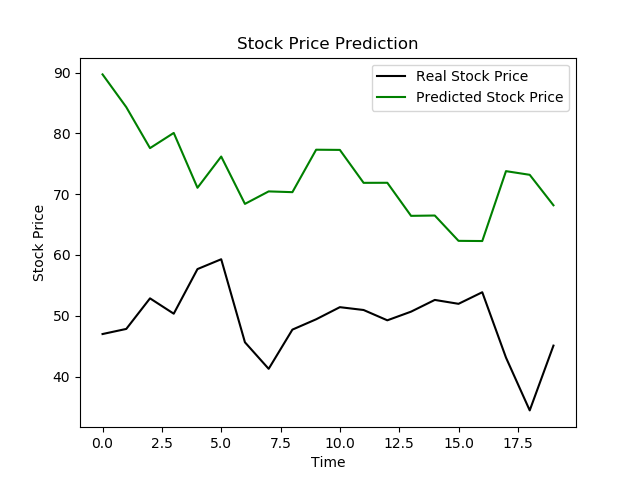 Stock Price Prediction
Real Stock Price
Predicted Stock Price
Stock Price
90
80
70
60
50
40
0.0 2.5 5.0 7.5 10.0 12.5 15.0 17.5
Time